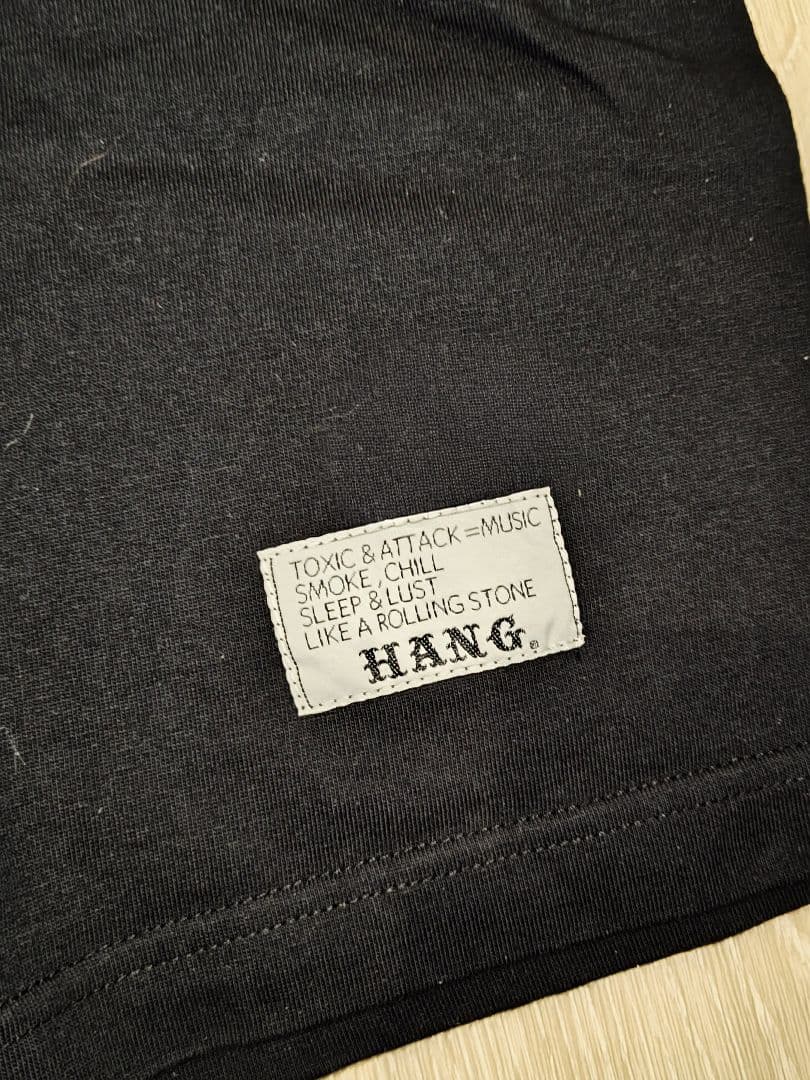 TOXIC & ATTACK =MUSIC
SMOKE , CHILL
SLEEP & LUST
LIKE A ROLLING STONE
HANG®